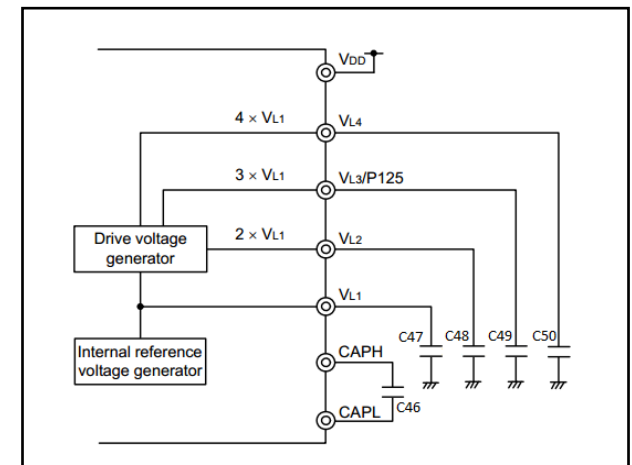 VDD
4 × VL1
VL4
3 × VL1
VL3/P125
Drive voltage
generator
2 × VL1
VL2
VL1
C47
C48
C49
C50
Internal reference
voltage generator
CAPH
C46
CAPL